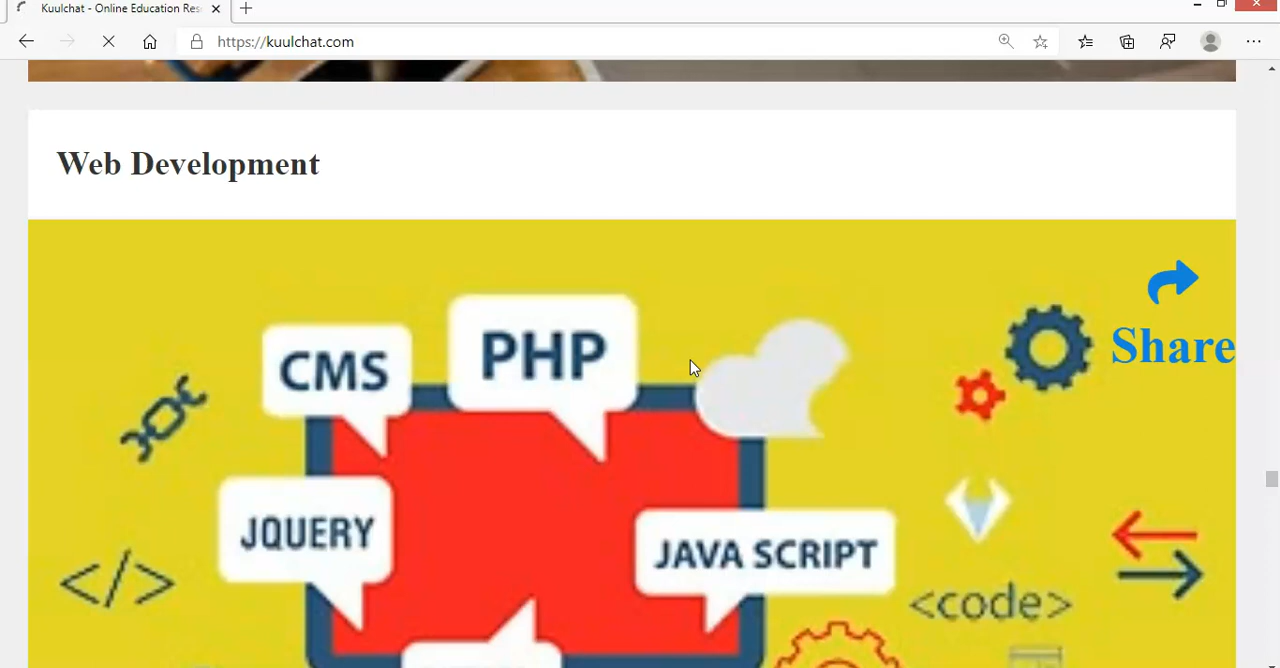 Kuulchat - Online Education Res
https://kuulchat.com
Web Development
Share
CMS
PHP
JQUERY
JAVA SCRIPT
</>
<code>